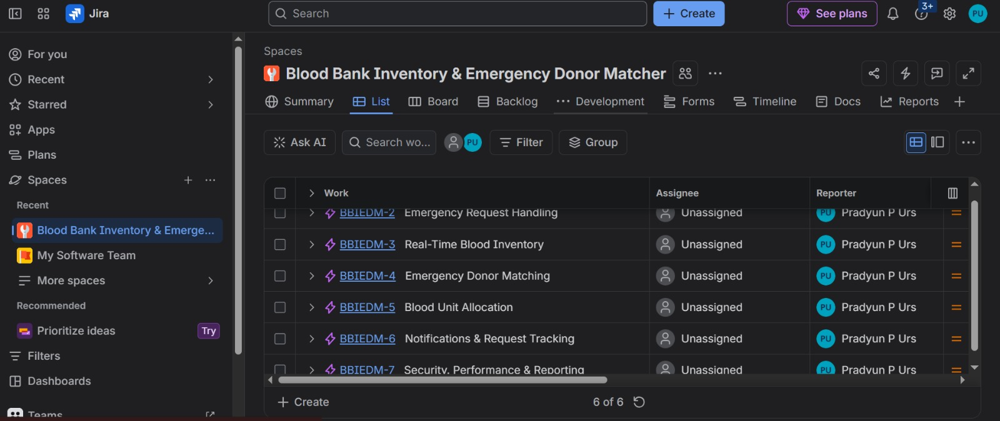 Jira
Search
+ Create
See plans
3+
PU
For you
Recent
Starred
Apps
Plans
Spaces
Recent
Blood Bank Inventory & Emerge...
My Software Team
More spaces
Recommended
Prioritize ideas
Try
Filters
Dashboards
Teams
Spaces
Blood Bank Inventory & Emergency Donor Matcher
Summary List Board Backlog Development Forms Timeline Docs Reports
Ask AI Search wo... PU Filter Group
Work Assignee Reporter
BBIEDM-2 Emergency Request Handling Unassigned PU Pradyun P Urs
BBIEDM-3 Real-Time Blood Inventory Unassigned PU Pradyun P Urs
BBIEDM-4 Emergency Donor Matching Unassigned PU Pradyun P Urs
BBIEDM-5 Blood Unit Allocation Unassigned PU Pradyun P Urs
BBIEDM-6 Notifications & Request Tracking Unassigned PU Pradyun P Urs
BBIEDM-7 Security, Performance & Reporting Unassigned PU Pradyun P Urs
+ Create 6 of 6